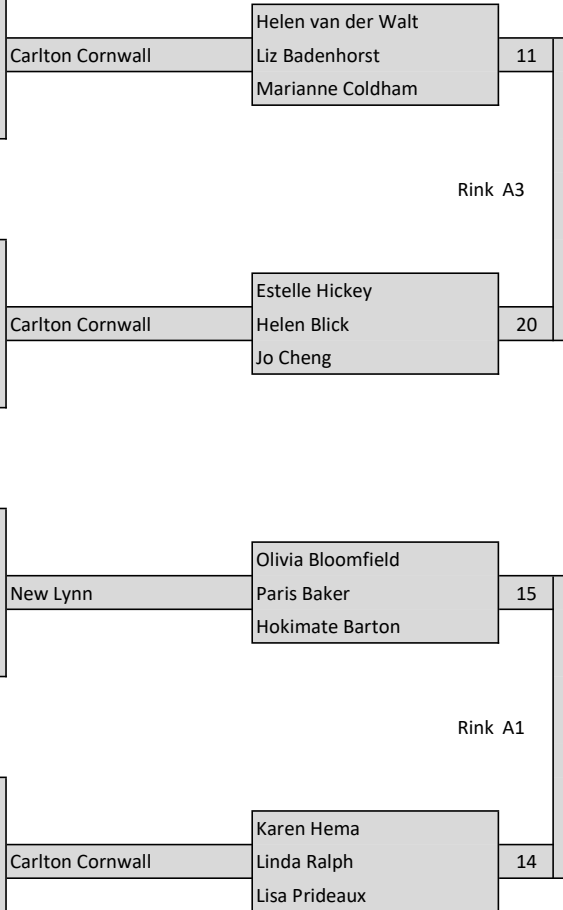 Helen van der Walt
Carlton Cornwall Liz Badenhorst 11
Marianne Coldham
Rink A3
Estelle Hickey
Carlton Cornwall Helen Blick 20
Jo Cheng
Olivia Bloomfield
New Lynn Paris Baker 15
Hokimate Barton
Rink A1
Karen Hema
Carlton Cornwall Linda Ralph 14
Lisa Prideaux